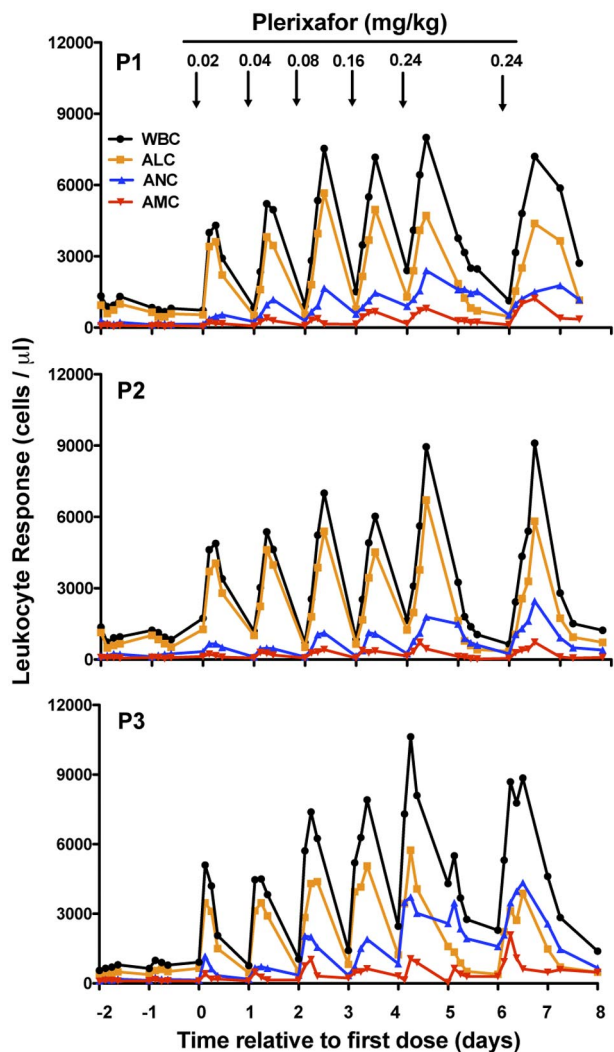 Plerixafor (mg/kg)
0.02 0.04 0.08 0.16 0.24 0.24
P1
12000
9000
6000
3000
0
WBC
ALC
ANC
AMC
P2
12000
9000
6000
3000
0
P3
12000
9000
6000
3000
0
Leukocyte Response (cells / µl)
-2 -1 0 1 2 3 4 5 6 7 8
Time relative to first dose (days)